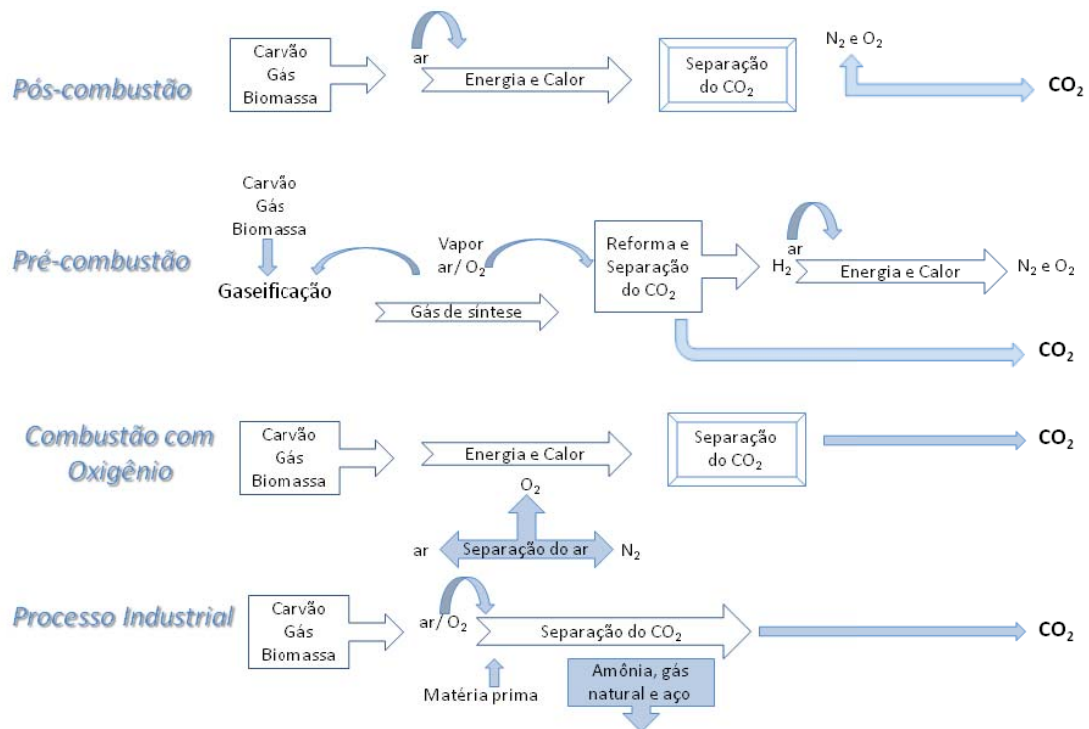 Pós-combustão
Carvão
Gás
Biomassa
ar
Energia e Calor
Separação
do CO₂
N₂ e O₂
CO₂
Pré-combustão
Carvão
Gás
Biomassa
Gaseificação
Vapor
ar/ O₂
Gás de síntese
Reforma e
Separação
do CO₂
H₂
ar
Energia e Calor
N₂ e O₂
CO₂
Combustão com
Oxigênio
Carvão
Gás
Biomassa
Energia e Calor
Separação
do CO₂
CO₂
O₂
ar
Separação do ar
N₂
Processo Industrial
Carvão
Gás
Biomassa
ar/ O₂
Separação do CO₂
CO₂
Matéria prima
Amônia, gás
natural e aço